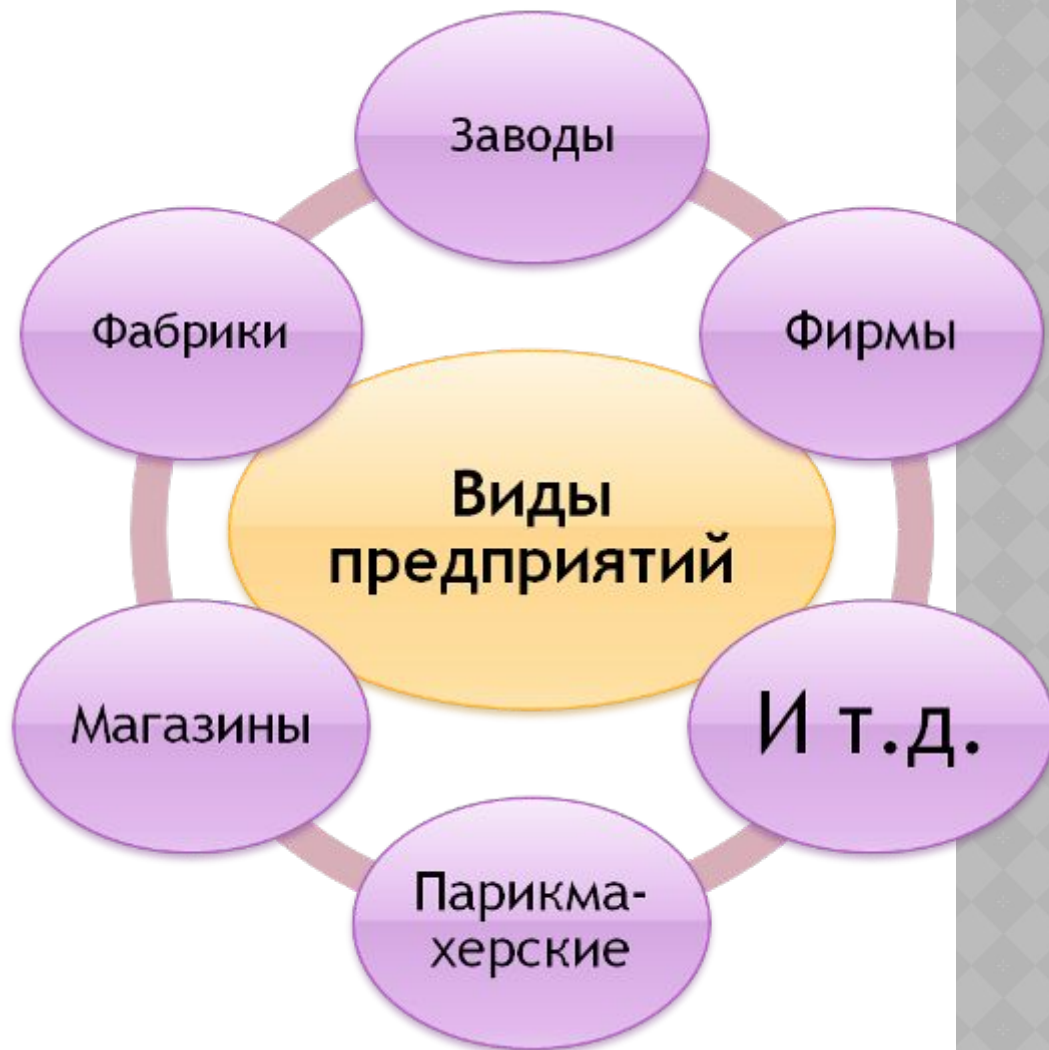 Заводы
Фабрики
Фирмы
Виды
предприятий
Магазины
И т.д.
Парикма-
херские